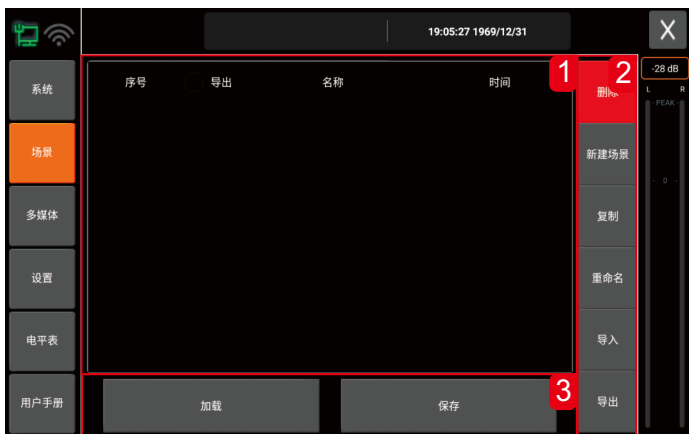 19:05:27 1969/12/31
X
系统
场景
多媒体
设置
电平表
用户手册
序号 导出 名称 时间
1
2
删除
新建场景
复制
重命名
导入
导出
加载
保存
3
-28 dB
L R
- PEAK -
- 0 -